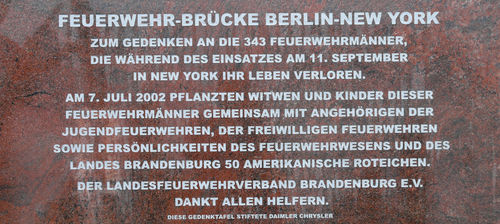 FEUERWEHR-BRÜCKE BERLIN-NEW YORK
ZUM GEDENKEN AN DIE 343 FEUERWEHRMÄNNER,
DIE WÄHREND DES EINSATZES AM 11. SEPTEMBER
IN NEW YORK IHR LEBEN VERLOREN.
AM 7. JULI 2002 PFLANZTEN WITWEN UND KINDER DIESER
FEUERWEHRMÄNNER GEMEINSAM MIT ANGEHÖRIGEN DER
JUGENDFEUERWEHREN, DER FREIWILLIGEN FEUERWEHREN
SOWIE PERSÖNLICHKEITEN DES FEUERWEHRWESENS UND DES
LANDES BRANDENBURG 50 AMERIKANISCHE ROTEICHEN.
DER LANDESFEUERWEHRVERBAND BRANDENBURG E.V.
DANKT ALLEN HELFERN.
DIESE GEDENKTAFEL STIFTETE DAIMLER CHRYSLER